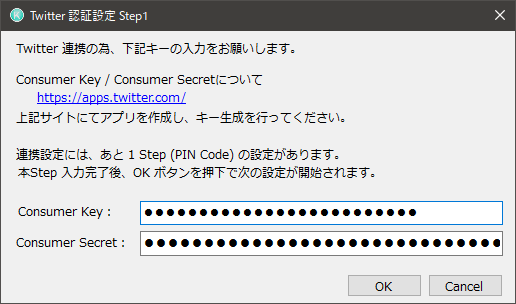 Twitter 認証設定 Step1
Twitter 連携の為、下記キーの入力をお願いします。
Consumer Key / Consumer Secretについて
https://apps.twitter.com/
上記サイトにてアプリを作成し、キー生成を行ってください。
連携設定には、あと 1 Step (PIN Code) の設定があります。
本Step 入力完了後、OK ボタンを押下で次の設定が開始されます。
Consumer Key : ●●●●●●●●●●●●●●●●●●●●●●●●●
Consumer Secret : ●●●●●●●●●●●●●●●●●●●●●●●●●●●●●●●●●
OK Cancel